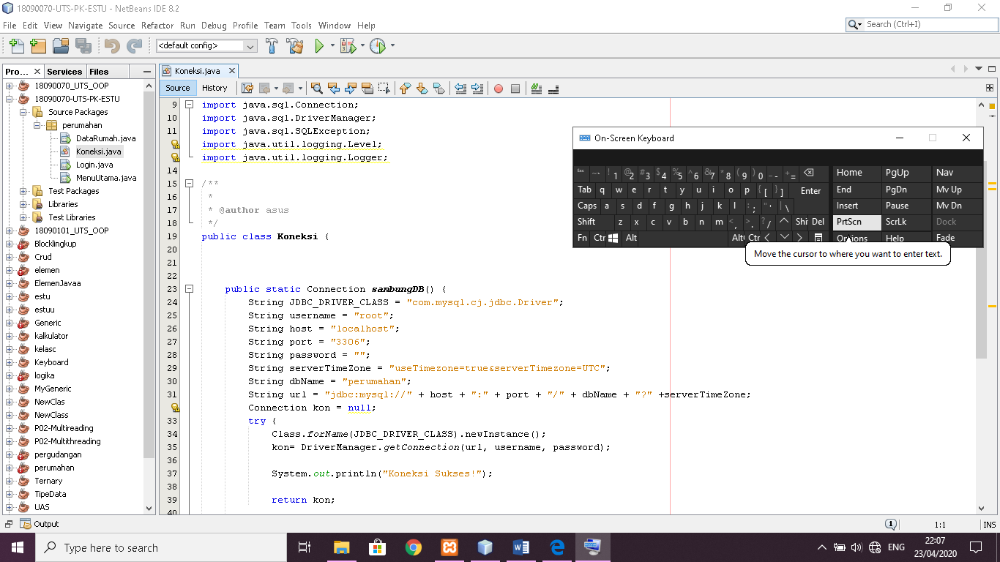 18090070-UTS-PK-ESTU - NetBeans IDE 8.2
File Edit View Navigate Source Refactor Run Debug Profile Team Tools Window Help
Search (Ctrl+I)
<default config>
Pro... Services Files
Koneksi.java
Source History
18090070_UTS_OOP
18090070-UTS-PK-ESTU
Source Packages
perumahan
DataRumah.java
Koneksi.java
Login.java
MenuUtama.java
Test Packages
Libraries
Test Libraries
18090101_UTS_OOP
Blocklingkup
Crud
elemen
ElemenJavaa
estu
estuu
Generic
kalkulator
kelasc
Keyboard
logika
MyGeneric
NewClas
NewClass
P02-Multireading
P02-Multithreading
pergudangan
perumahan
Ternary
TipeData
UAS
9 import java.sql.Connection;
10 import java.sql.DriverManager;
11 import java.sql.SQLException;
import java.util.logging.Level;
import java.util.logging.Logger;
14
15 /**
16 *
17 * @author asus
18 */
19 public class Koneksi {
20
21
22
23 public static Connection sambungDB() {
24 String JDBC_DRIVER_CLASS = "com.mysql.cj.jdbc.Driver";
25 String username = "root";
26 String host = "localhost";
27 String port = "3306";
28 String password = "";
29 String serverTimeZone = "useTimezone=true&serverTimezone=UTC";
30 String dbName = "perumahan";
31 String url = "jdbc:mysql://" + host + ":" + port + "/" + dbName + "?" +serverTimeZone;
Connection kon = null;
33 try {
34 Class.forName(JDBC_DRIVER_CLASS).newInstance();
35 kon= DriverManager.getConnection(url, username, password);
36
37 System.out.println("Koneksi Sukses!");
38
39 return kon;
40
On-Screen Keyboard
Esc ~ ` ! 1 @ 2 # 3 $ 4 % 5 ^ 6 & 7 * 8 ( 9 ) 0 _ - + = Home PgUp Nav
Tab q w e r t y u i o p { [ } ] Enter End PgDn Mv Up
Caps a s d f g h j k l : ; " ' | \ Insert Pause Mv Dn
Shift z x c v b n m < , > . ? / Shi Del PrtScn ScrLk Dock
Fn Ctr Alt Alt Ctr Options Help Fade
Move the cursor to where you want to enter text.
Output
1 1:1 INS
Type here to search
ENG
22:07
23/04/2020